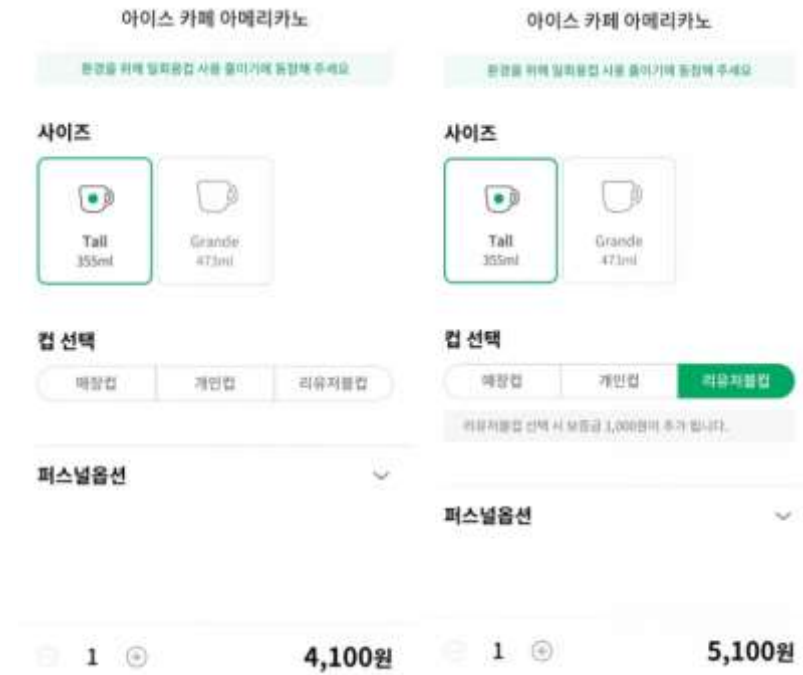 아이스 카페 아메리카노
환경을 위해 일회용컵 사용 줄이기에 동참해 주세요
사이즈
Tall
355ml
Grande
473ml
컵 선택
매장컵
개인컵
리유저블컵
퍼스널옵션
1
4,100원
아이스 카페 아메리카노
환경을 위해 일회용컵 사용 줄이기에 동참해 주세요
사이즈
Tall
355ml
Grande
473ml
컵 선택
매장컵
개인컵
리유저블컵
리유저블컵 선택 시 보증금 1,000원이 추가 됩니다.
퍼스널옵션
1
5,100원